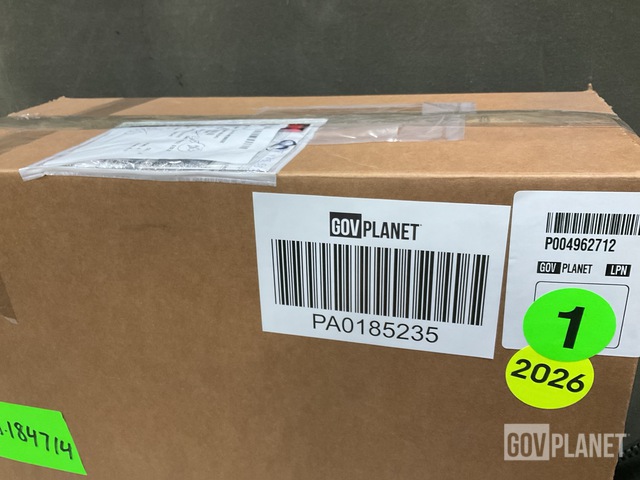 GOVPLANET
PA0185235
P004962712
GOV PLANET LPN
1
2026
184714
GOVPLANET